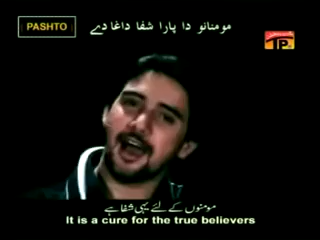 PASHTO
مومنانو دا پارا شفا داغا دے
TP
مومنوں کے لئے یہی شفا ہے
It is a cure for the true believers